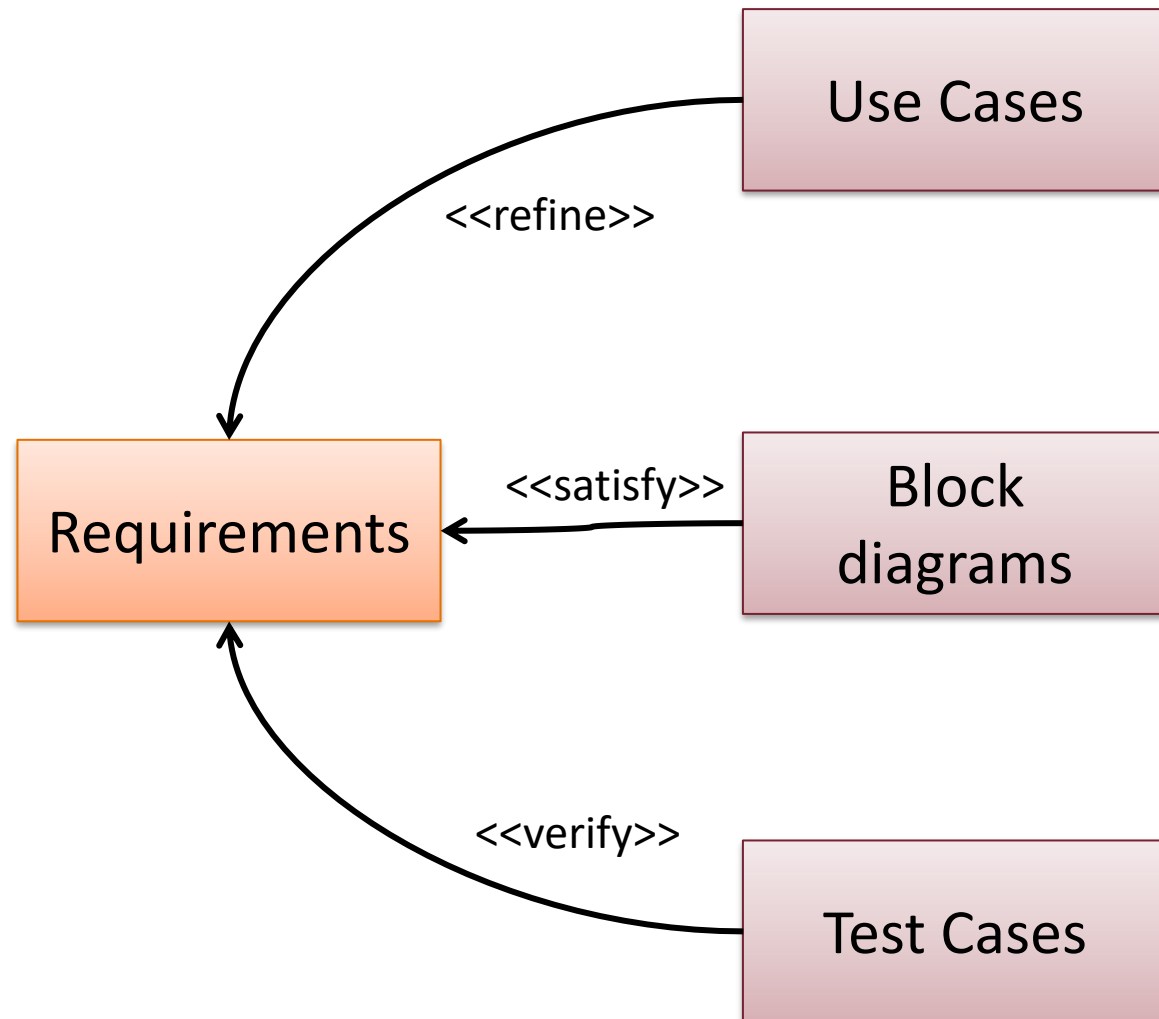 Use Cases
<<refine>>
<<satisfy>>
Block
diagrams
Requirements
<<verify>>
Test Cases